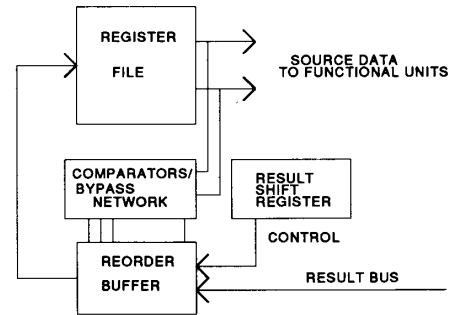 REGISTER
FILE
SOURCE DATA
TO FUNCTIONAL UNITS
COMPARATORS/
BYPASS
NETWORK
RESULT
SHIFT
REGISTER
CONTROL
REORDER
BUFFER
RESULT BUS